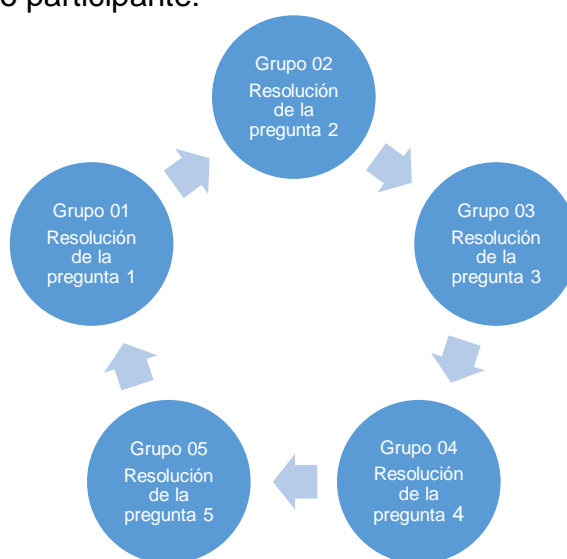 o participante.
Grupo 02
Resolución
de la
pregunta 2
Grupo 01
Resolución
de la
pregunta 1
Grupo 03
Resolución
de la
pregunta 3
Grupo 05
Resolución
de la
pregunta 5
Grupo 04
Resolución
de la
pregunta 4